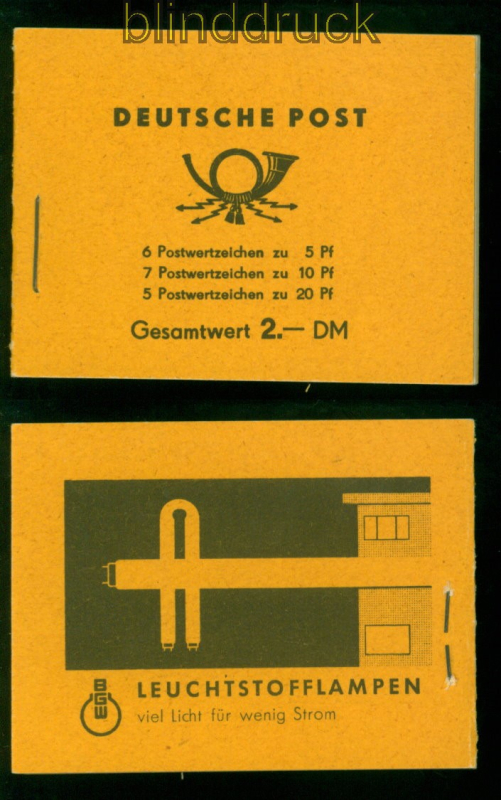 blinddruck
DEUTSCHE POST
6 Postwertzeichen zu 5 Pf
7 Postwertzeichen zu 10 Pf
5 Postwertzeichen zu 20 Pf
Gesamtwert 2.— DM
BGW
LEUCHTSTOFFLAMPEN
viel Licht für wenig Strom